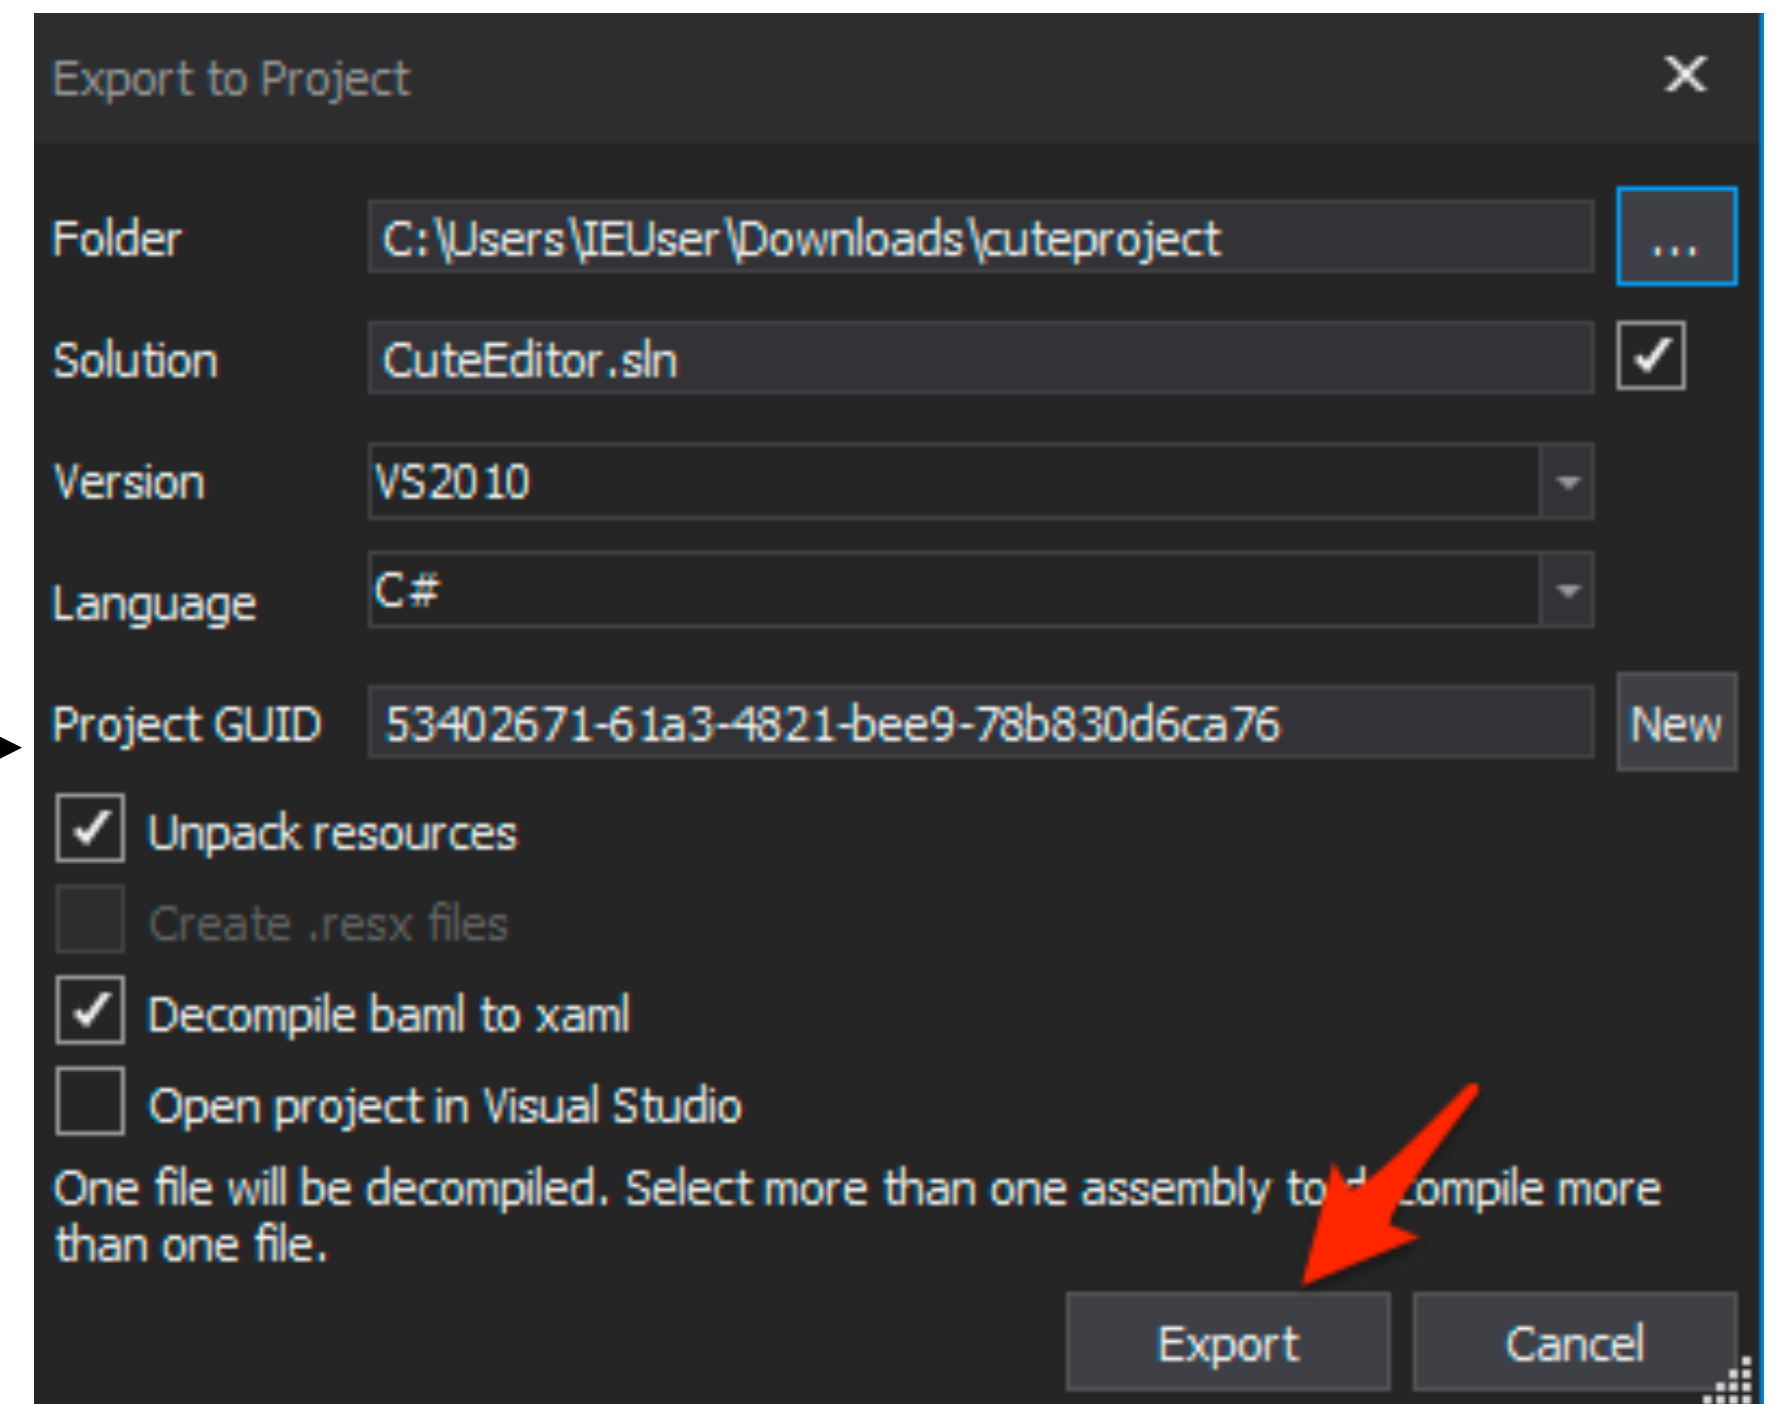 Export to Project
Folder C:\Users\IEUser\Downloads\cuteproject ...
Solution CuteEditor.sln
Version VS2010
Language C#
Project GUID 53402671-61a3-4821-bee9-78b830d6ca76 New
Unpack resources
Create .resx files
Decompile baml to xaml
Open project in Visual Studio
One file will be decompiled. Select more than one assembly to decompile more
than one file.
Export Cancel